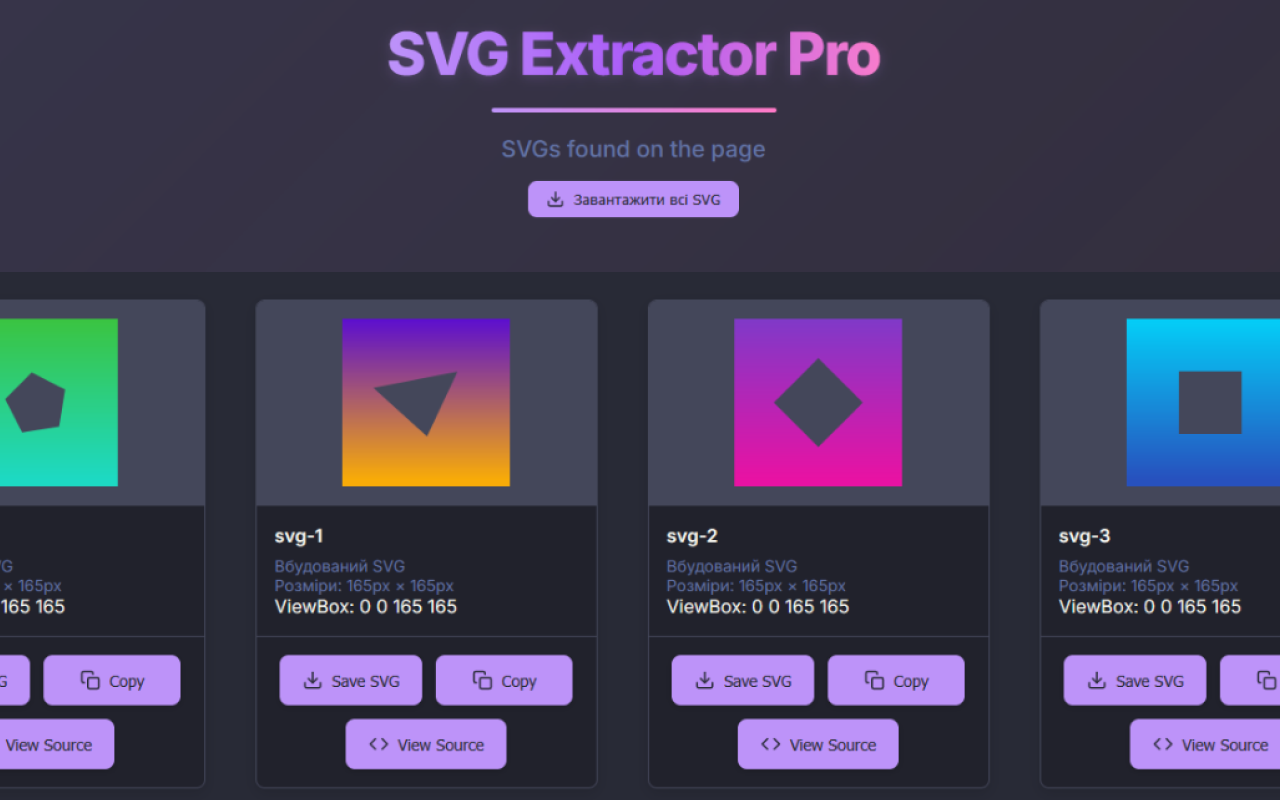 SVG Extractor Pro
SVGs found on the page
Завантажити всі SVG
× 165px
165 165
Copy
View Source
svg-1
Вбудований SVG
Розміри: 165px × 165px
ViewBox: 0 0 165 165
Save SVG
Copy
View Source
svg-2
Вбудований SVG
Розміри: 165px × 165px
ViewBox: 0 0 165 165
Save SVG
Copy
View Source
svg-3
Вбудований SVG
Розміри: 165px × 165px
ViewBox: 0 0 165 165
Save SVG
View Source